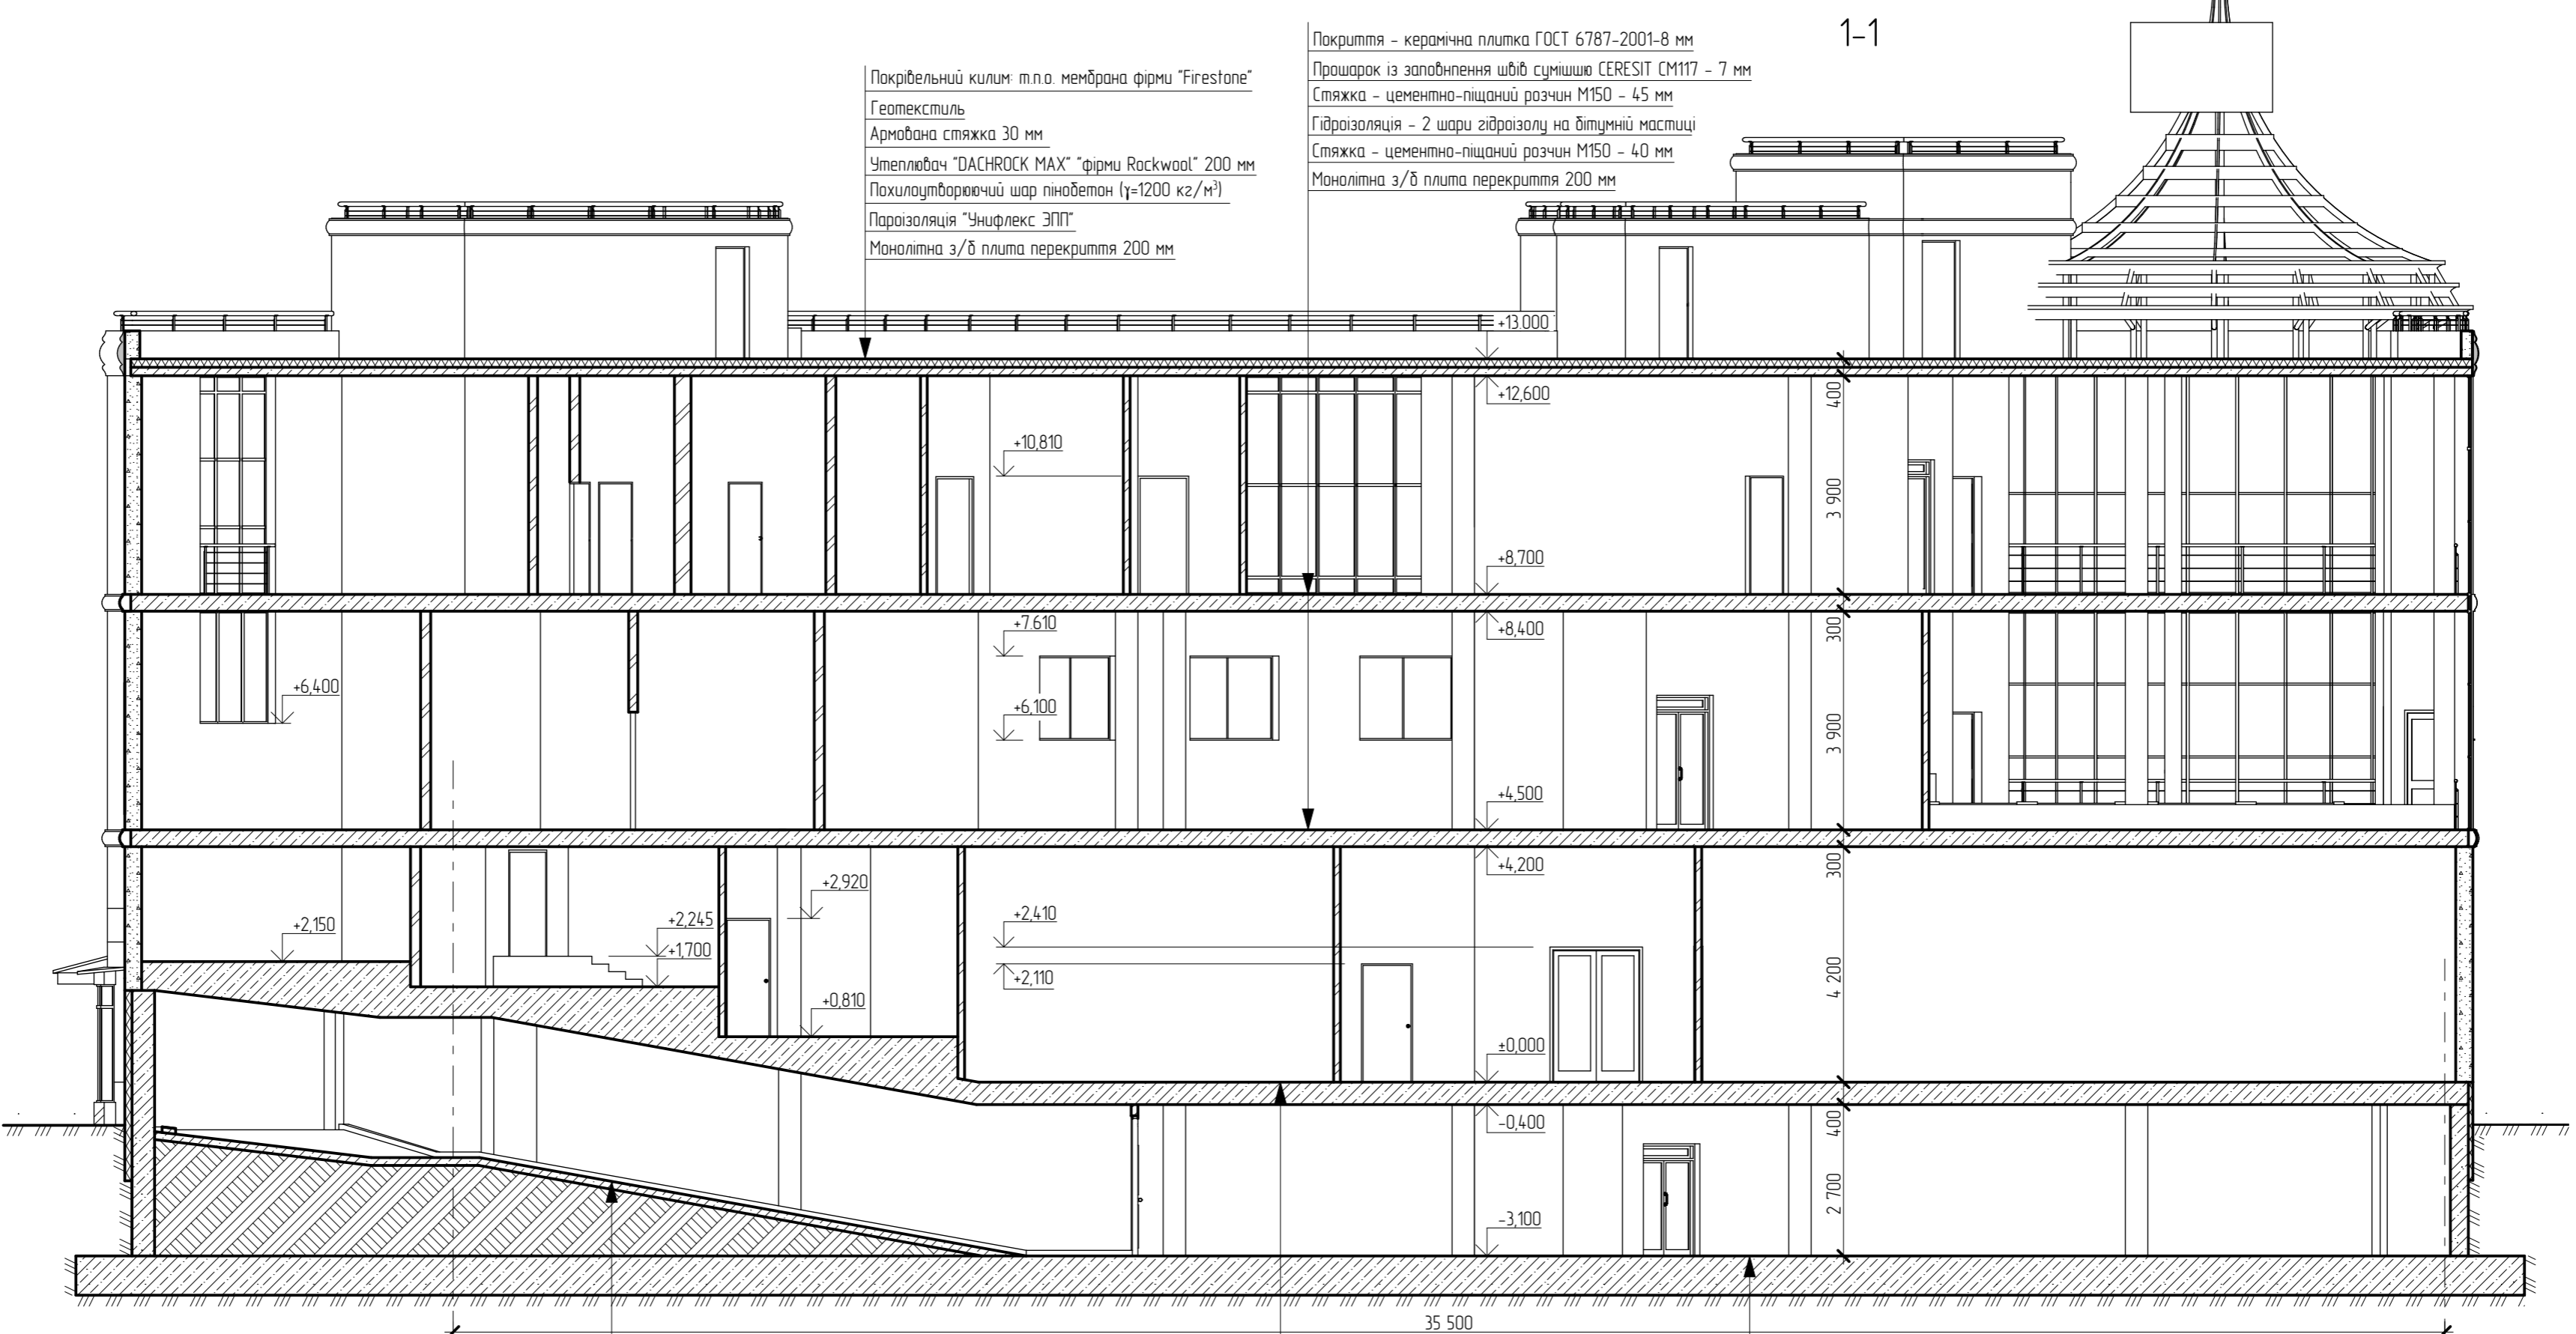 1-1
Покрівельний килим: т.п.о. мембрана фірми "Firestone"
Геотекстиль
Армована стяжка 30 мм
Утеплювач "DACHROCK MAX" "фірми Rockwool" 200 мм
Похилоутворюючий шар пінобетон (γ=1200 кг/м³)
Пароізоляція "Унифлекс ЭПП"
Монолітна з/б плита перекриття 200 мм
Покриття - керамічна плитка ГОСТ 6787-2001-8 мм
Прошарок із заповнпення швів сумішшю CERESIT CM117 - 7 мм
Стяжка - цементно-піщаний розчин М150 - 45 мм
Гідроізоляція - 2 шари гідроізолу на бітумній мастиці
Стяжка - цементно-піщаний розчин М150 - 40 мм
Монолітна з/б плита перекриття 200 мм
+13.000
+12,600
400
+10,810
3 900
+8,700
+7.610
+8,400
300
+6,400
+6,100
3 900
+4,500
+4,200
300
+2,920
+2,150
+2,245
+1,700
+2,410
+2,110
4 200
+0,810
±0,000
-0,400
400
2 700
-3,100
35 500